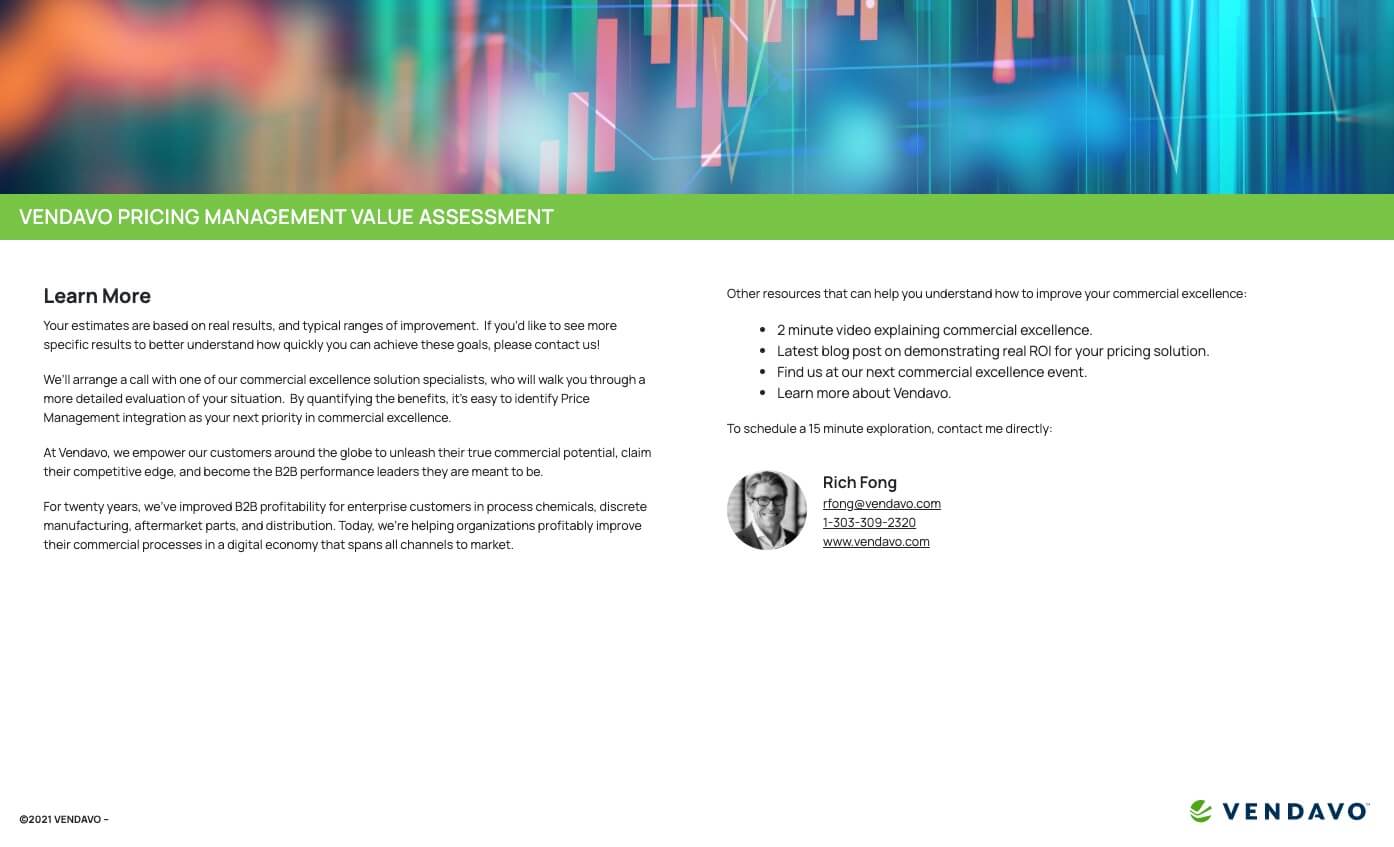 VENDAVO PRICING MANAGEMENT VALUE ASSESSMENT
Learn More
Your estimates are based on real results, and typical ranges of improvement.  If you'd like to see more
specific results to better understand how quickly you can achieve these goals, please contact us!
We'll arrange a call with one of our commercial excellence solution specialists, who will walk you through a
more detailed evaluation of your situation.  By quantifying the benefits, it's easy to identify Price
Management integration as your next priority in commercial excellence.
At Vendavo, we empower our customers around the globe to unleash their true commercial potential, claim
their competitive edge, and become the B2B performance leaders they are meant to be.
For twenty years, we've improved B2B profitability for enterprise customers in process chemicals, discrete
manufacturing, aftermarket parts, and distribution. Today, we're helping organizations profitably improve
their commercial processes in a digital economy that spans all channels to market.
Other resources that can help you understand how to improve your commercial excellence:
• 2 minute video explaining commercial excellence.
• Latest blog post on demonstrating real ROI for your pricing solution.
• Find us at our next commercial excellence event.
• Learn more about Vendavo.
To schedule a 15 minute exploration, contact me directly:
Rich Fong
rfong@vendavo.com
1-303-309-2320
www.vendavo.com
©2021 VENDAVO –
VENDAVO™